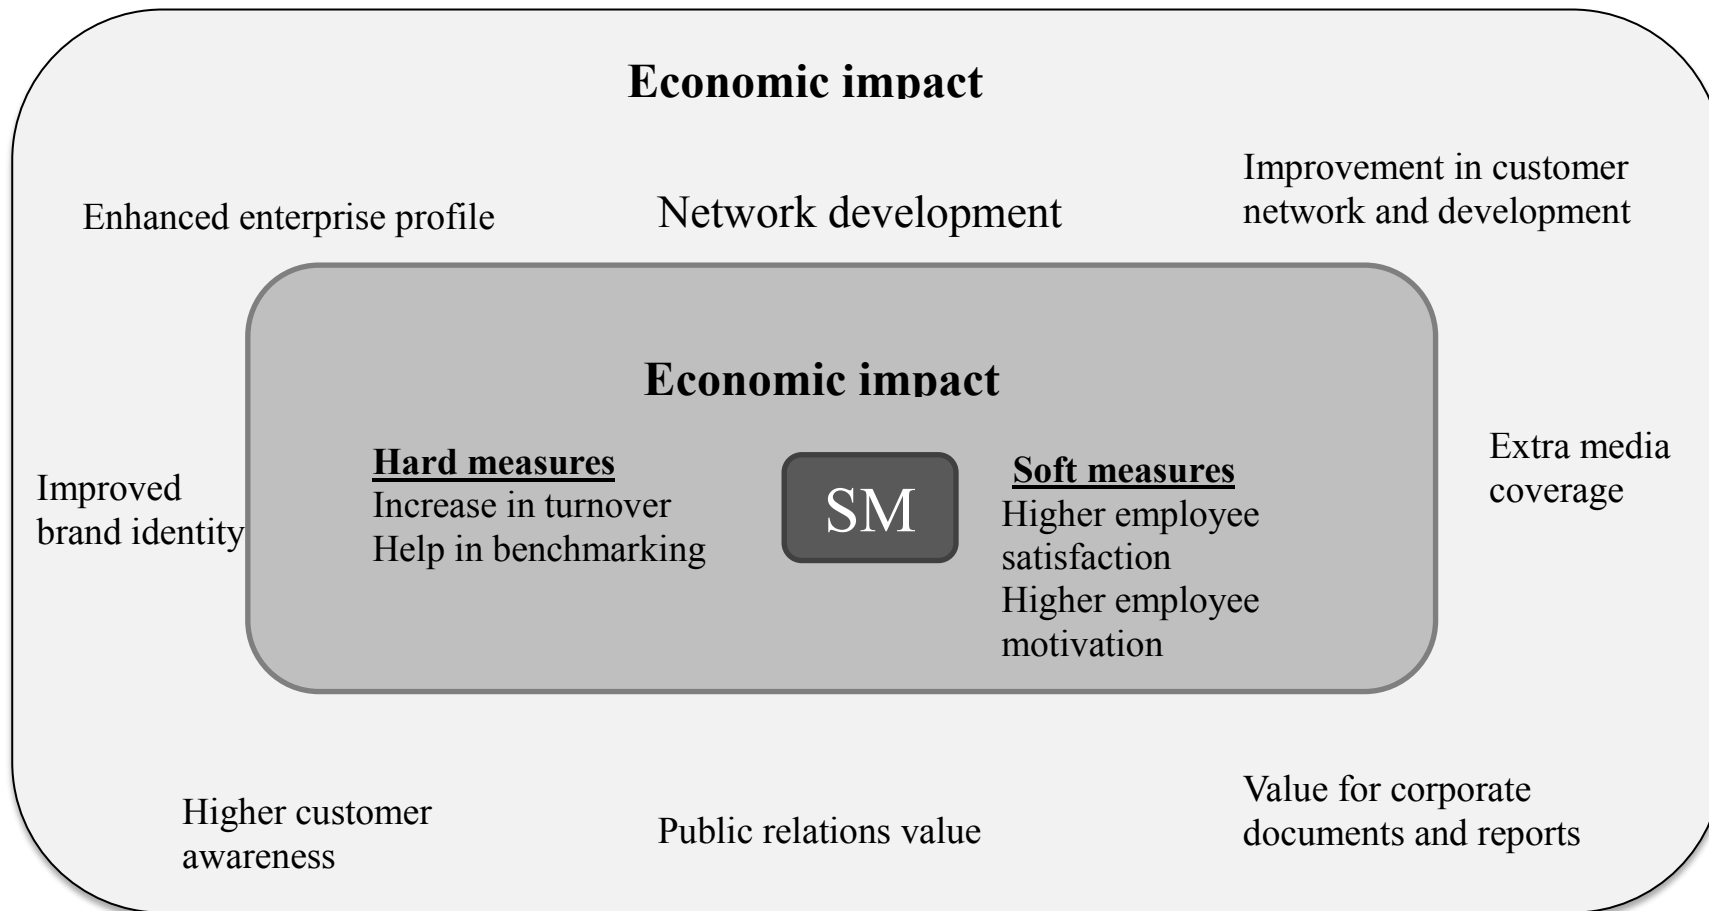 Economic impact
Enhanced enterprise profile
Network development
Improvement in customer
network and development
Economic impact
Improved
brand identity
Hard measures
Increase in turnover
Help in benchmarking
SM
Soft measures
Higher employee
satisfaction
Higher employee
motivation
Extra media
coverage
Higher customer
awareness
Public relations value
Value for corporate
documents and reports